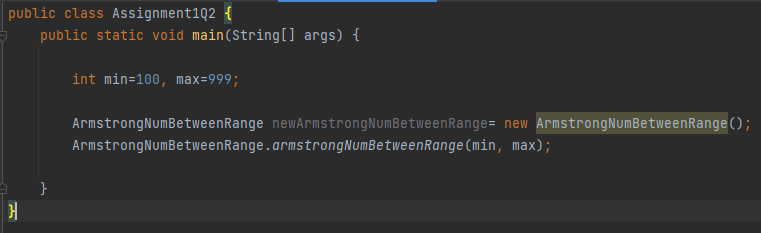 public class Assignment1Q2 {
public static void main(String[] args) {
int min=100, max=999;
ArmstrongNumBetweenRange newArmstrongNumBetweenRange= new ArmstrongNumBetweenRange();
ArmstrongNumBetweenRange.armstrongNumBetweenRange(min, max);
}
}